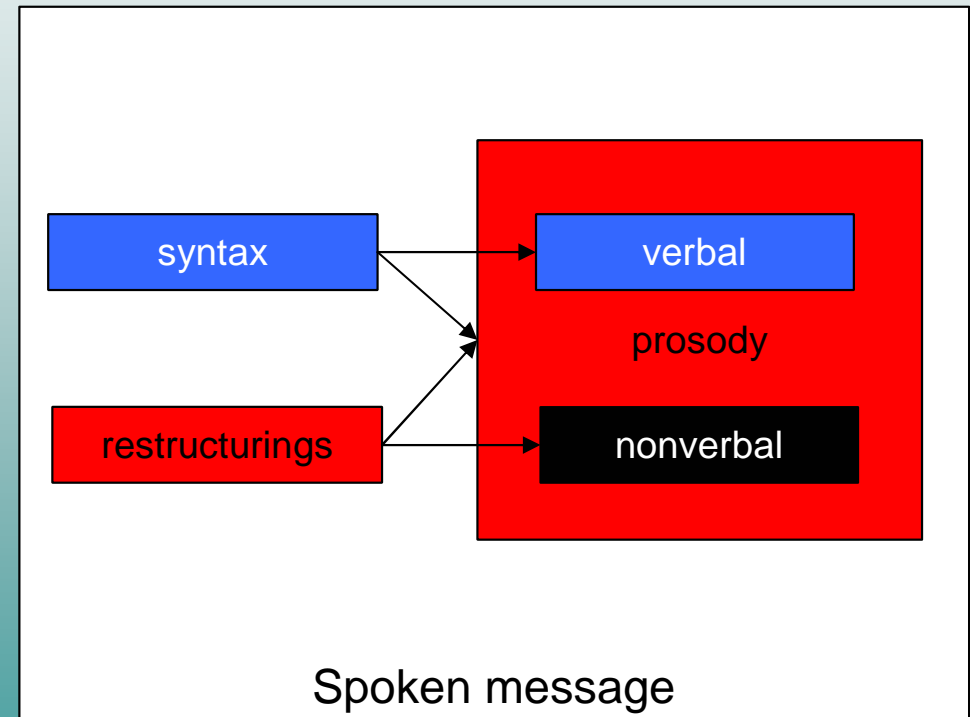 syntax
verbal
prosody
restructurings
nonverbal
Spoken message